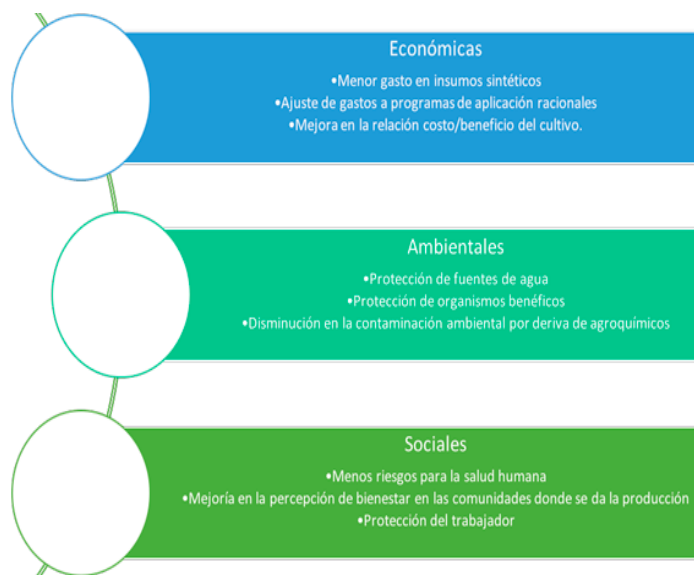 Económicas
•Menor gasto en insumos sintéticos
•Ajuste de gastos a programas de aplicación racionales
•Mejora en la relación costo/beneficio del cultivo.
Ambientales
•Protección de fuentes de agua
•Protección de organismos benéficos
•Disminución en la contaminación ambiental por deriva de agroquímicos
Sociales
•Menos riesgos para la salud humana
•Mejoría en la percepción de bienestar en las comunidades donde se da la producción
•Protección del trabajador